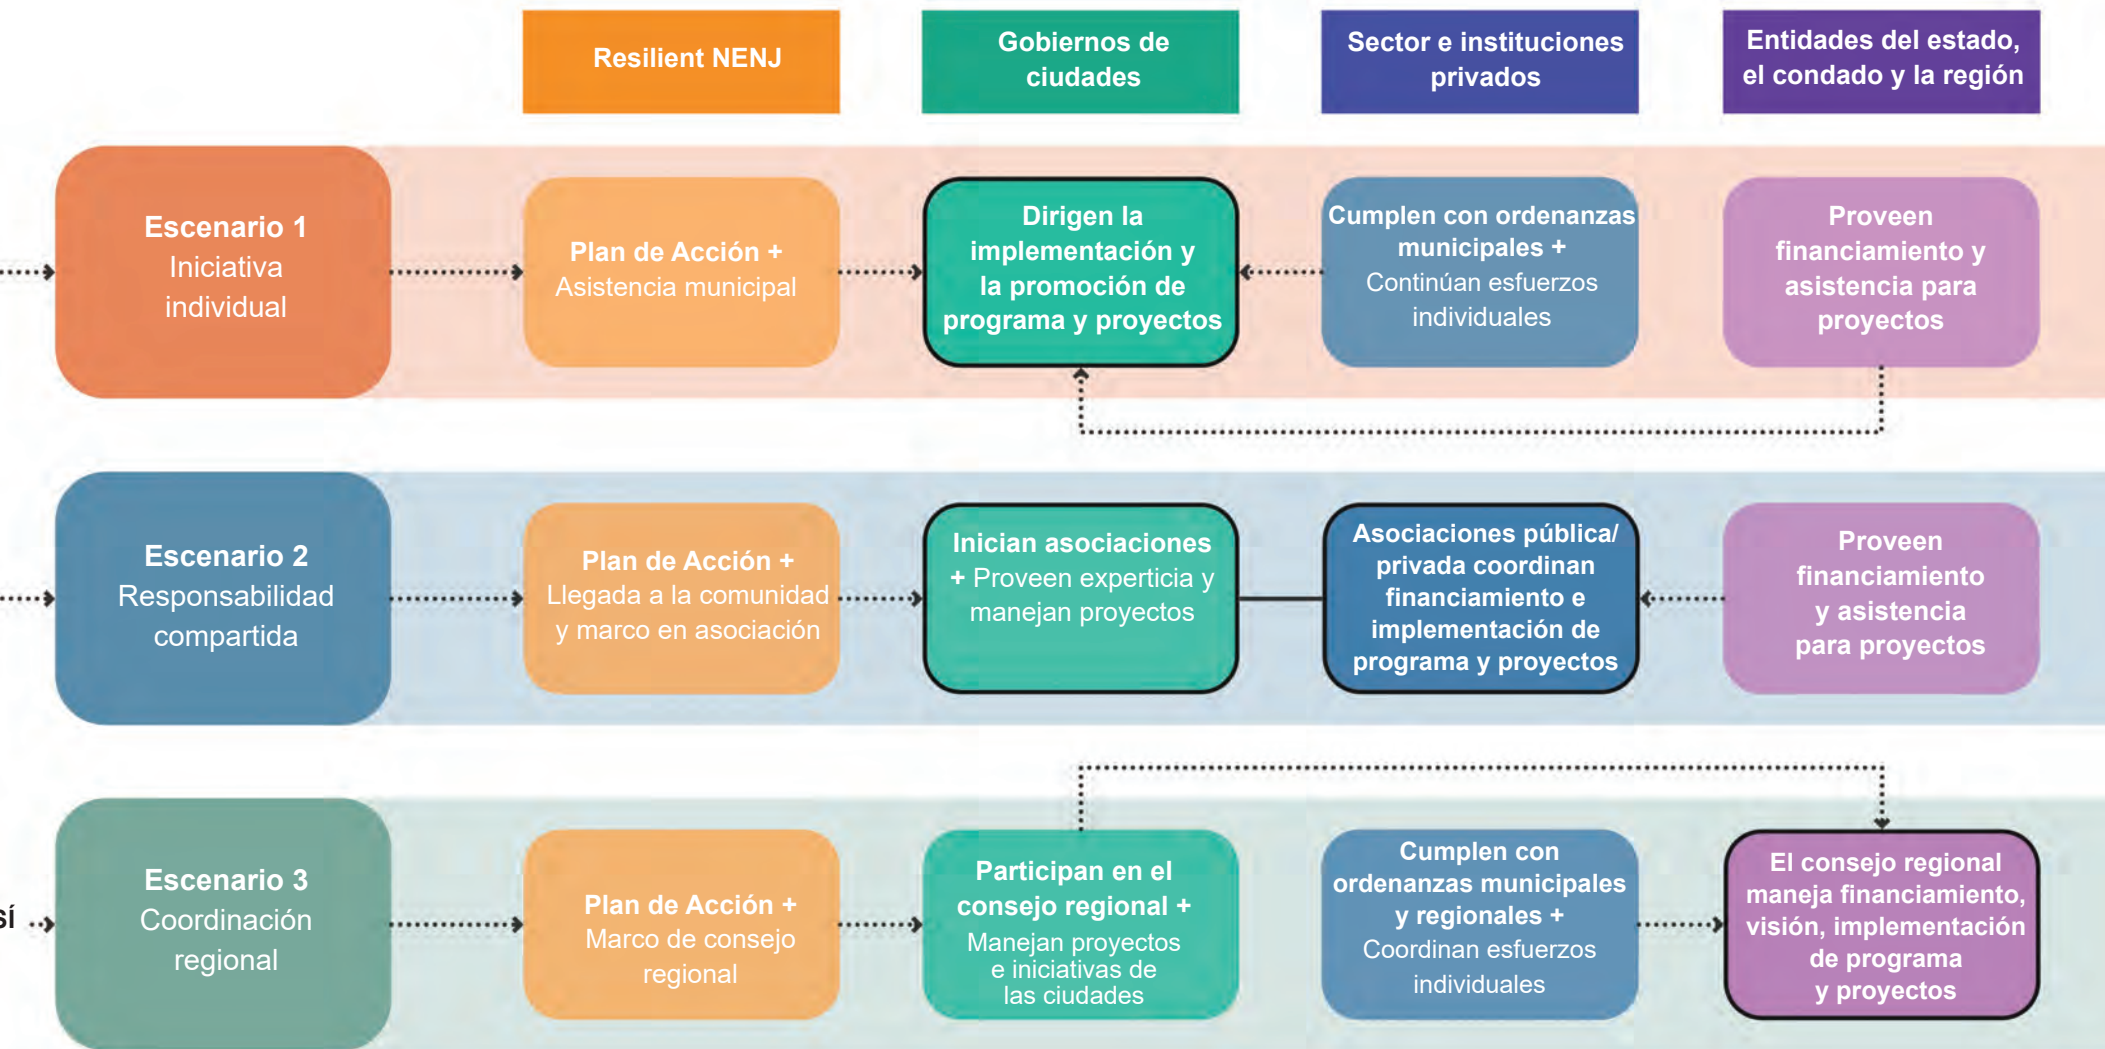 Resilient NENJ
Gobiernos de
ciudades
Sector e instituciones
privados
Entidades del estado,
el condado y la región
Escenario 1
Iniciativa
individual
Plan de Acción +
Asistencia municipal
Dirigen la
implementación y
la promoción de
programa y proyectos
Cumplen con ordenanzas
municipales +
Continúan esfuerzos
individuales
Proveen
financiamiento y
asistencia para
proyectos
Escenario 2
Responsabilidad
compartida
Plan de Acción +
Llegada a la comunidad
y marco en asociación
Inician asociaciones
+ Proveen experticia y
manejan proyectos
Asociaciones pública/
privada coordinan
financiamiento e
implementación de
programa y proyectos
Proveen
financiamiento
y asistencia
para proyectos
SÍ
Escenario 3
Coordinación
regional
Plan de Acción +
Marco de consejo
regional
Participan en el
consejo regional +
Manejan proyectos
e iniciativas de
las ciudades
Cumplen con
ordenanzas municipales
y regionales +
Coordinan esfuerzos
individuales
El consejo regional
maneja financiamiento,
visión, implementación
de programa
y proyectos